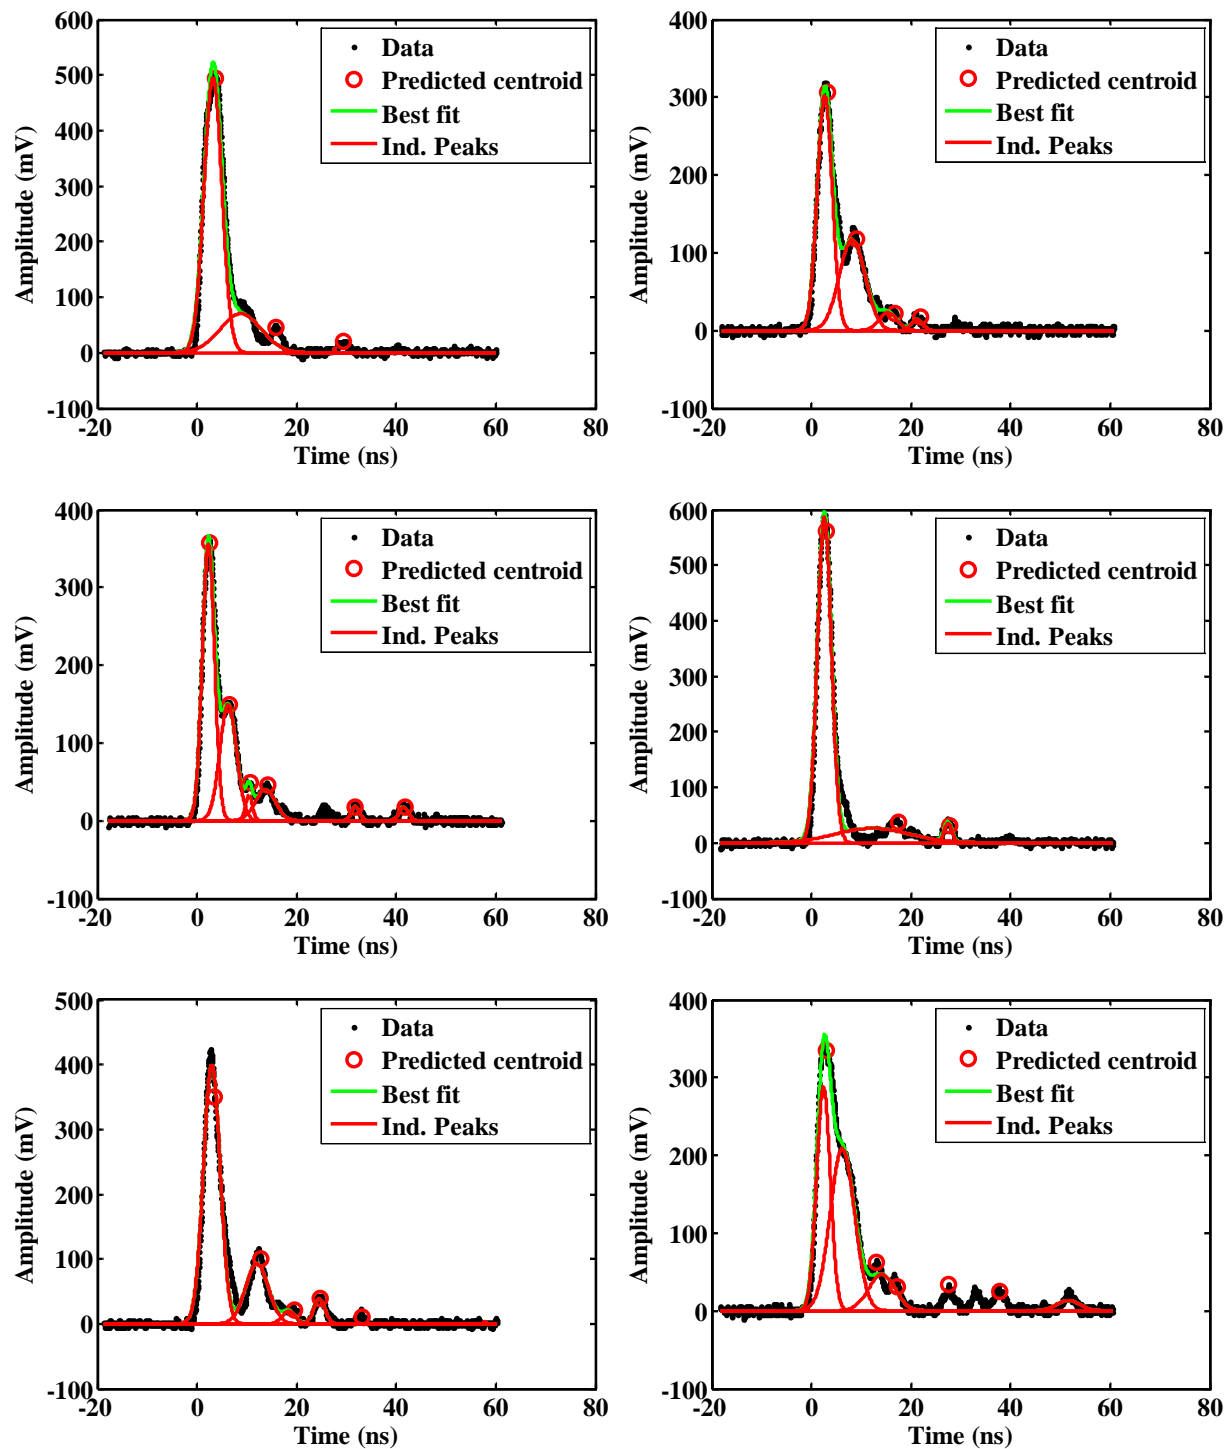 600
500
400
300
200
100
0
-100
-20 0 20 40 60 80
Time (ns)
Amplitude (mV)
Data
Predicted centroid
Best fit
Ind. Peaks
400
300
200
100
0
-100
-20 0 20 40 60 80
Time (ns)
Amplitude (mV)
Data
Predicted centroid
Best fit
Ind. Peaks
400
300
200
100
0
-100
-20 0 20 40 60 80
Time (ns)
Amplitude (mV)
Data
Predicted centroid
Best fit
Ind. Peaks
600
500
400
300
200
100
0
-100
-20 0 20 40 60 80
Time (ns)
Amplitude (mV)
Data
Predicted centroid
Best fit
Ind. Peaks
500
400
300
200
100
0
-100
-20 0 20 40 60 80
Time (ns)
Amplitude (mV)
Data
Predicted centroid
Best fit
Ind. Peaks
400
300
200
100
0
-100
-20 0 20 40 60 80
Time (ns)
Amplitude (mV)
Data
Predicted centroid
Best fit
Ind. Peaks